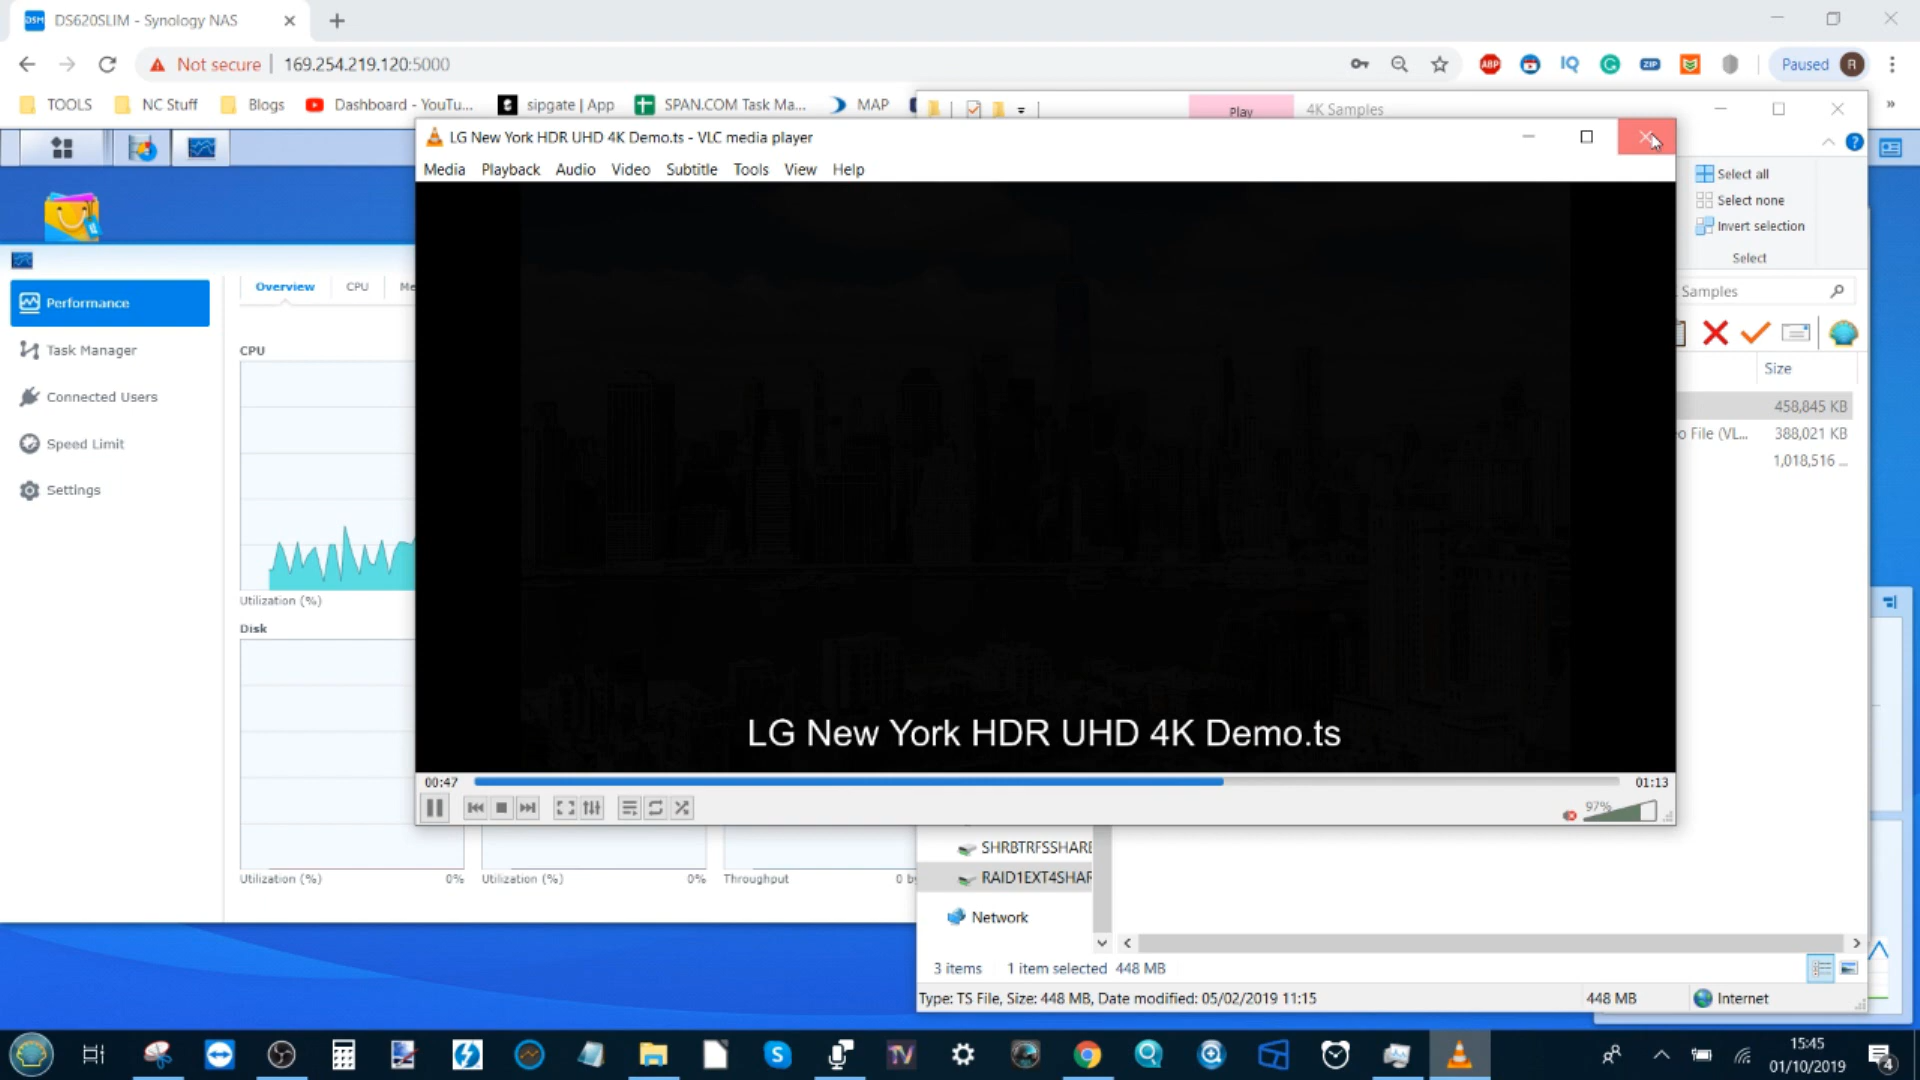 DS620SLIM - Synology NAS
Not secure | 169.254.219.120:5000
ABP
IQ
ZIP
Paused
R
TOOLS
NC Stuff
Blogs
Dashboard - YouTu...
sipgate | App
SPAN.COM Task Ma...
MAP
Play
4K Samples
LG New York HDR UHD 4K Demo.ts - VLC media player
Media Playback Audio Video Subtitle Tools View Help
Select all
Select none
Invert selection
Select
Performance
Task Manager
Connected Users
Speed Limit
Settings
Overview
CPU
Me
CPU
Utilization (%)
Disk
Utilization (%) 0%
Utilization (%) 0%
Throughput 0 b
Samples
Size
458,845 KB
o File (VL... 388,021 KB
1,018,516 ...
LG New York HDR UHD 4K Demo.ts
00:47
01:13
97%
SHRBTRFSSHARE
RAID1EXT4SHAR
Network
3 items 1 item selected 448 MB
Type: TS File, Size: 448 MB, Date modified: 05/02/2019 11:15
448 MB
Internet
15:45
01/10/2019
4